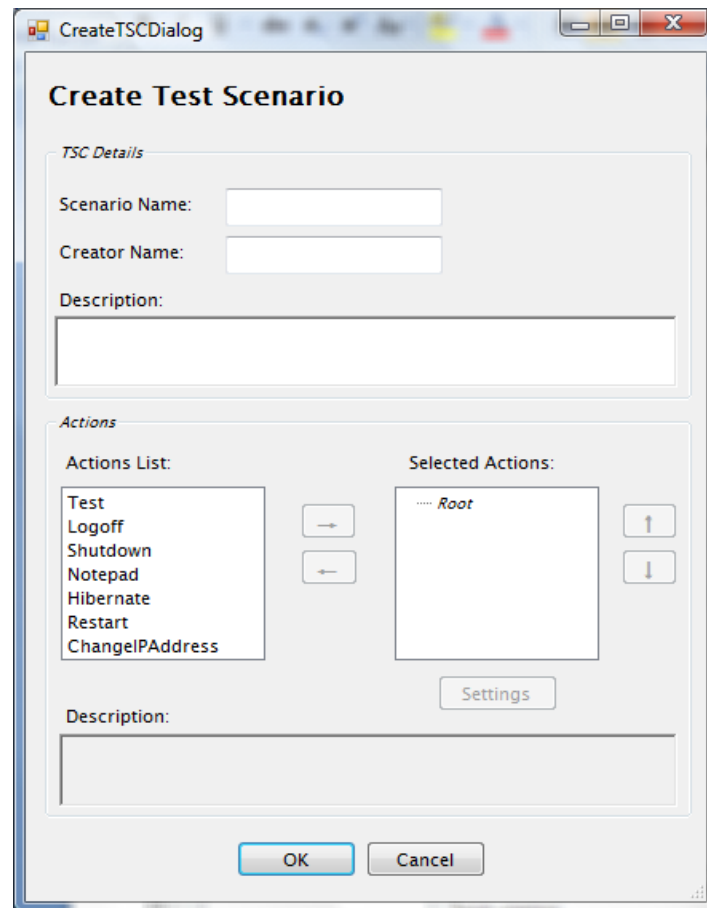 CreateTSCDialog
Create Test Scenario
TSC Details
Scenario Name:
Creator Name:
Description:
Actions
Actions List:
Test
Logoff
Shutdown
Notepad
Hibernate
Restart
ChangeIPAddress
→
←
Selected Actions:
Root
↑
↓
Settings
Description:
OK
Cancel